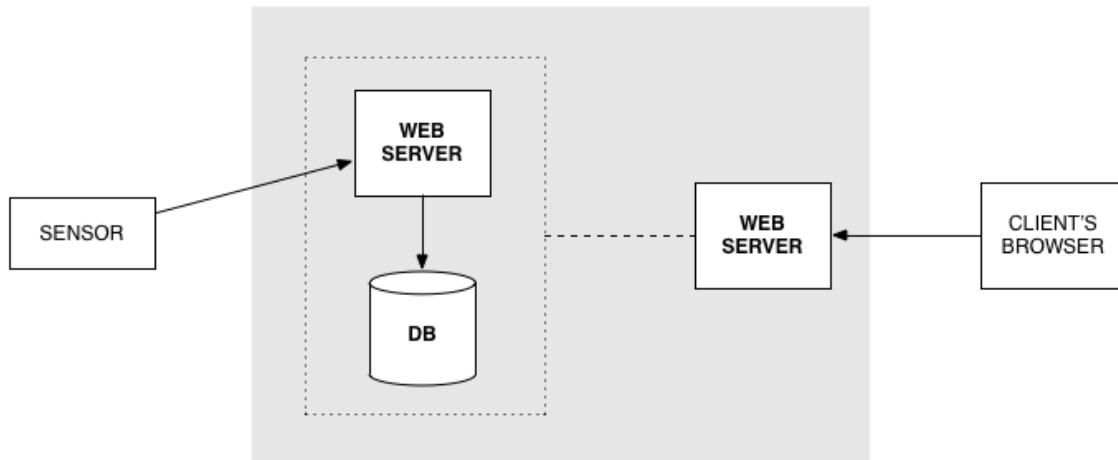 WEB
SERVER
SENSOR
DB
WEB
SERVER
CLIENT'S
BROWSER